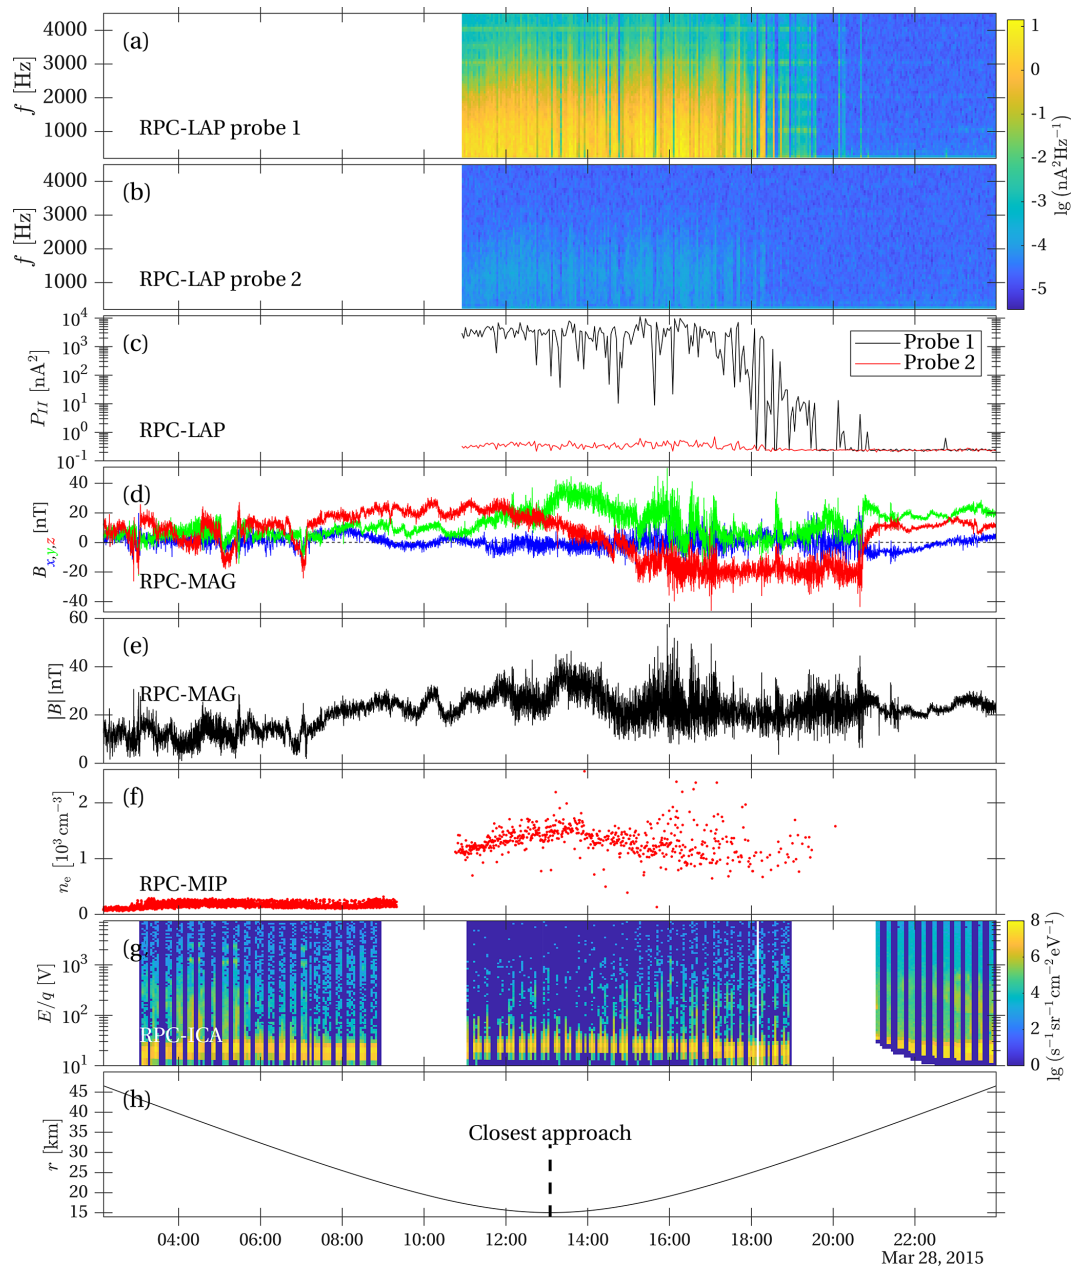 (a)
f [Hz]
4000
3000
2000
1000
RPC-LAP probe 1
1
0
-1
-2
-3
-4
-5
lg (nA²Hz⁻¹)
(b)
f [Hz]
4000
3000
2000
1000
RPC-LAP probe 2
(c)
P_II [nA²]
10⁴
10³
10²
10¹
10⁰
10⁻¹
RPC-LAP
Probe 1
Probe 2
(d)
B_x,y,z [nT]
40
20
0
-20
-40
RPC-MAG
(e)
|B| [nT]
60
40
20
0
RPC-MAG
(f)
n_e [10³ cm⁻³]
2
1
0
RPC-MIP
(g)
E/q [V]
10³
10²
10¹
RPC-ICA
8
6
4
2
0
lg (s⁻¹sr⁻¹cm⁻²eV⁻¹)
(h)
r [km]
45
40
35
30
25
20
15
Closest approach
04:00 06:00 08:00 10:00 12:00 14:00 16:00 18:00 20:00 22:00
Mar 28, 2015